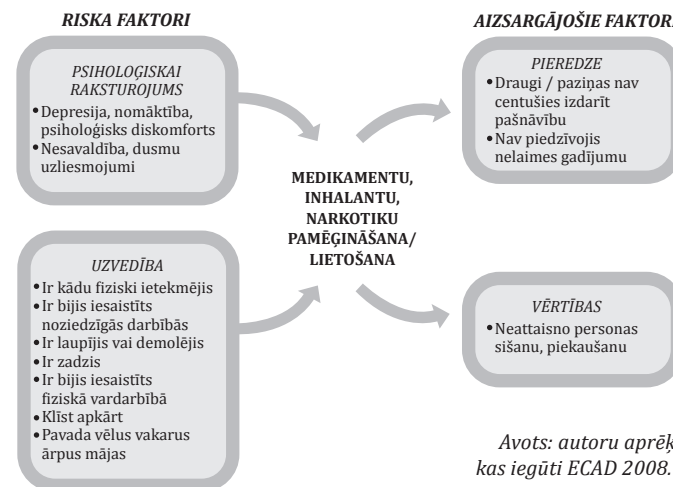 RISKA FAKTORI
PSIHOLOĢISKAI
RAKSTUROJUMS
• Depresija, nomāktība,
psiholoģisks diskomforts
• Nesavaldība, dusmu
uzliesmojumi
UZVEDĪBA
• Ir kādu fiziski ietekmējis
• Ir bijis iesaistīts
noziedzīgās darbībās
• Ir laupījis vai demolējis
• Ir zadzis
• Ir bijis iesaistīts
fiziskā vardarbībā
• Klīst apkārt
• Pavada vēlus vakarus
ārpus mājas
MEDIKAMENTU,
INHALANTU,
NARKOTIKU
PAMĒĢINĀŠANA/
LIETOŠANA
AIZSARGĀJOŠIE FAKTORI
PIEREDZE
• Draugi / paziņas nav
centušies izdarīt
pašnāvību
• Nav piedzīvojis
nelaimes gadījumu
VĒRTĪBAS
• Neattaisno personas
sišanu, piekaušanu
Avots: autoru aprēķ
kas iegūti ECAD 2008.